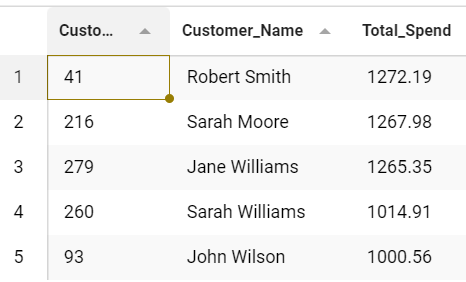 Custo... Customer_Name Total_Spend
1 41 Robert Smith 1272.19
2 216 Sarah Moore 1267.98
3 279 Jane Williams 1265.35
4 260 Sarah Williams 1014.91
5 93 John Wilson 1000.56